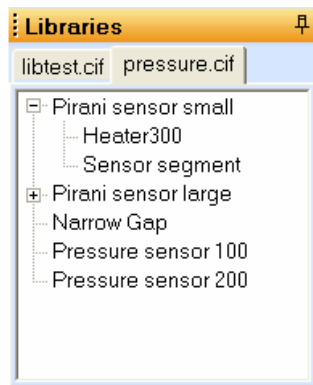 Libraries
libtest.cif pressure.cif
Pirani sensor small
Heater300
Sensor segment
Pirani sensor large
Narrow Gap
Pressure sensor 100
Pressure sensor 200